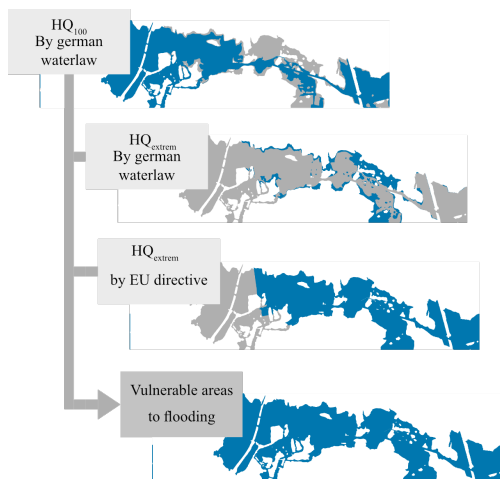 HQ100
By german
waterlaw
HQextrem
By german
waterlaw
HQextrem
by EU directive
Vulnerable areas
to flooding